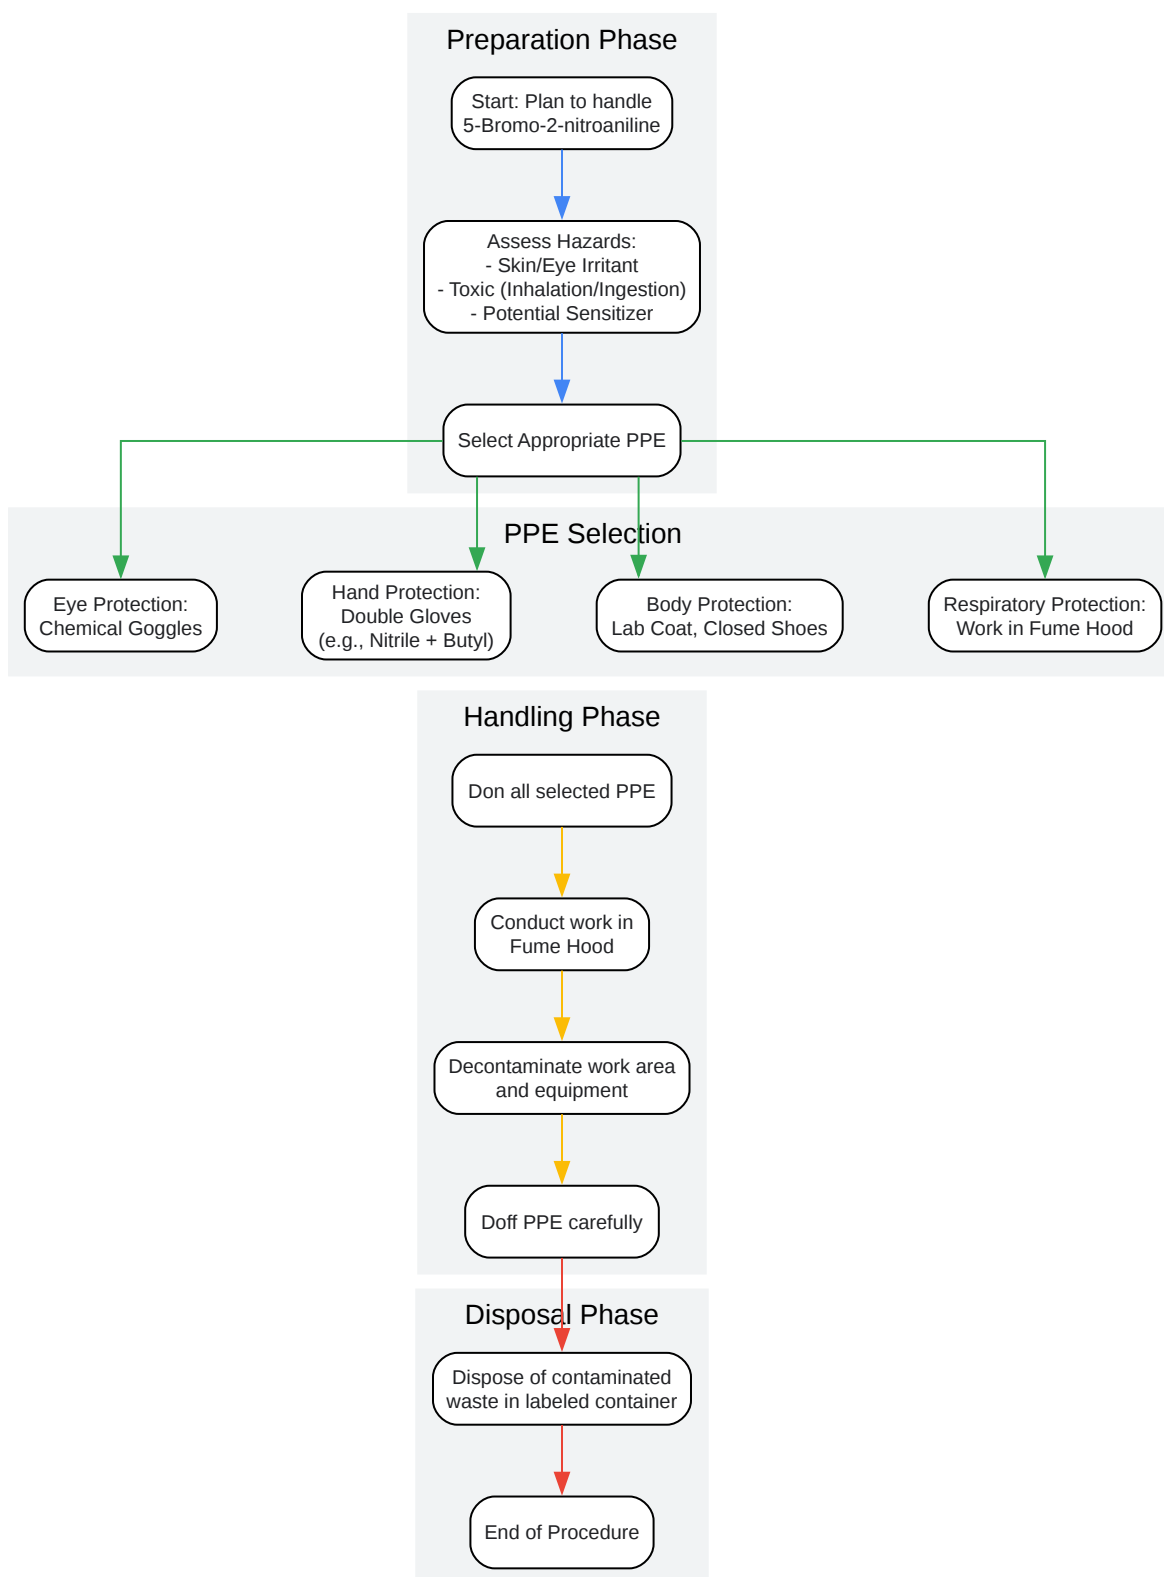 Preparation Phase
Start: Plan to handle
5-Bromo-2-nitroaniline
Assess Hazards:
- Skin/Eye Irritant
- Toxic (Inhalation/Ingestion)
- Potential Sensitizer
Select Appropriate PPE
PPE Selection
Eye Protection:
Chemical Goggles
Hand Protection:
Double Gloves
(e.g., Nitrile + Butyl)
Body Protection:
Lab Coat, Closed Shoes
Respiratory Protection:
Work in Fume Hood
Handling Phase
Don all selected PPE
Conduct work in
Fume Hood
Decontaminate work area
and equipment
Doff PPE carefully
Disposal Phase
Dispose of contaminated
waste in labeled container
End of Procedure